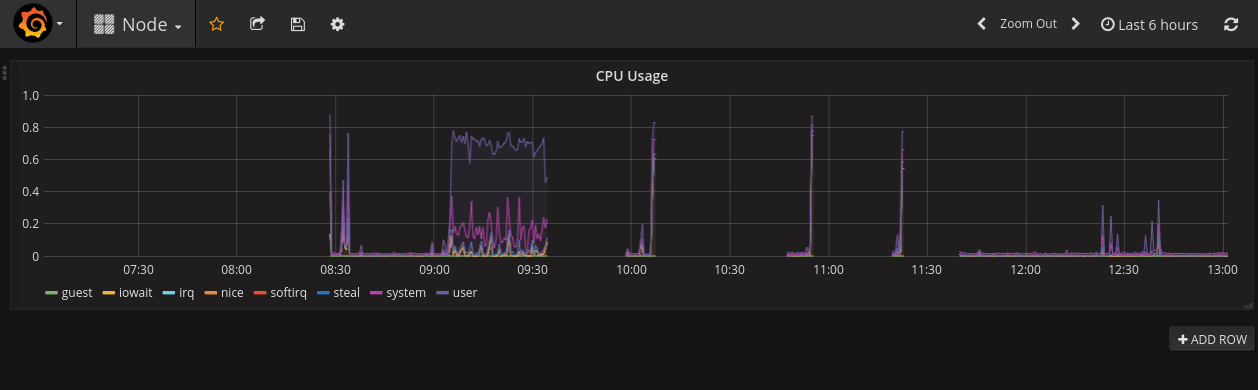 Node
Zoom Out
Last 6 hours
CPU Usage
1.0
0.8
0.6
0.4
0.2
0
07:30 08:00 08:30 09:00 09:30 10:00 10:30 11:00 11:30 12:00 12:30 13:00
guest iowait irq nice softirq steal system user
+ ADD ROW